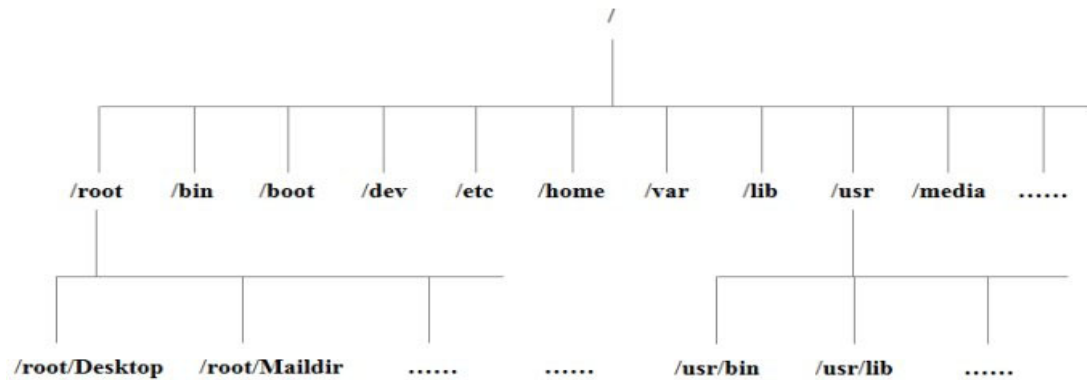 /
/root /bin /boot /dev /etc /home /var /lib /usr /media ……
/root/Desktop /root/Maildir …… …… /usr/bin /usr/lib ……